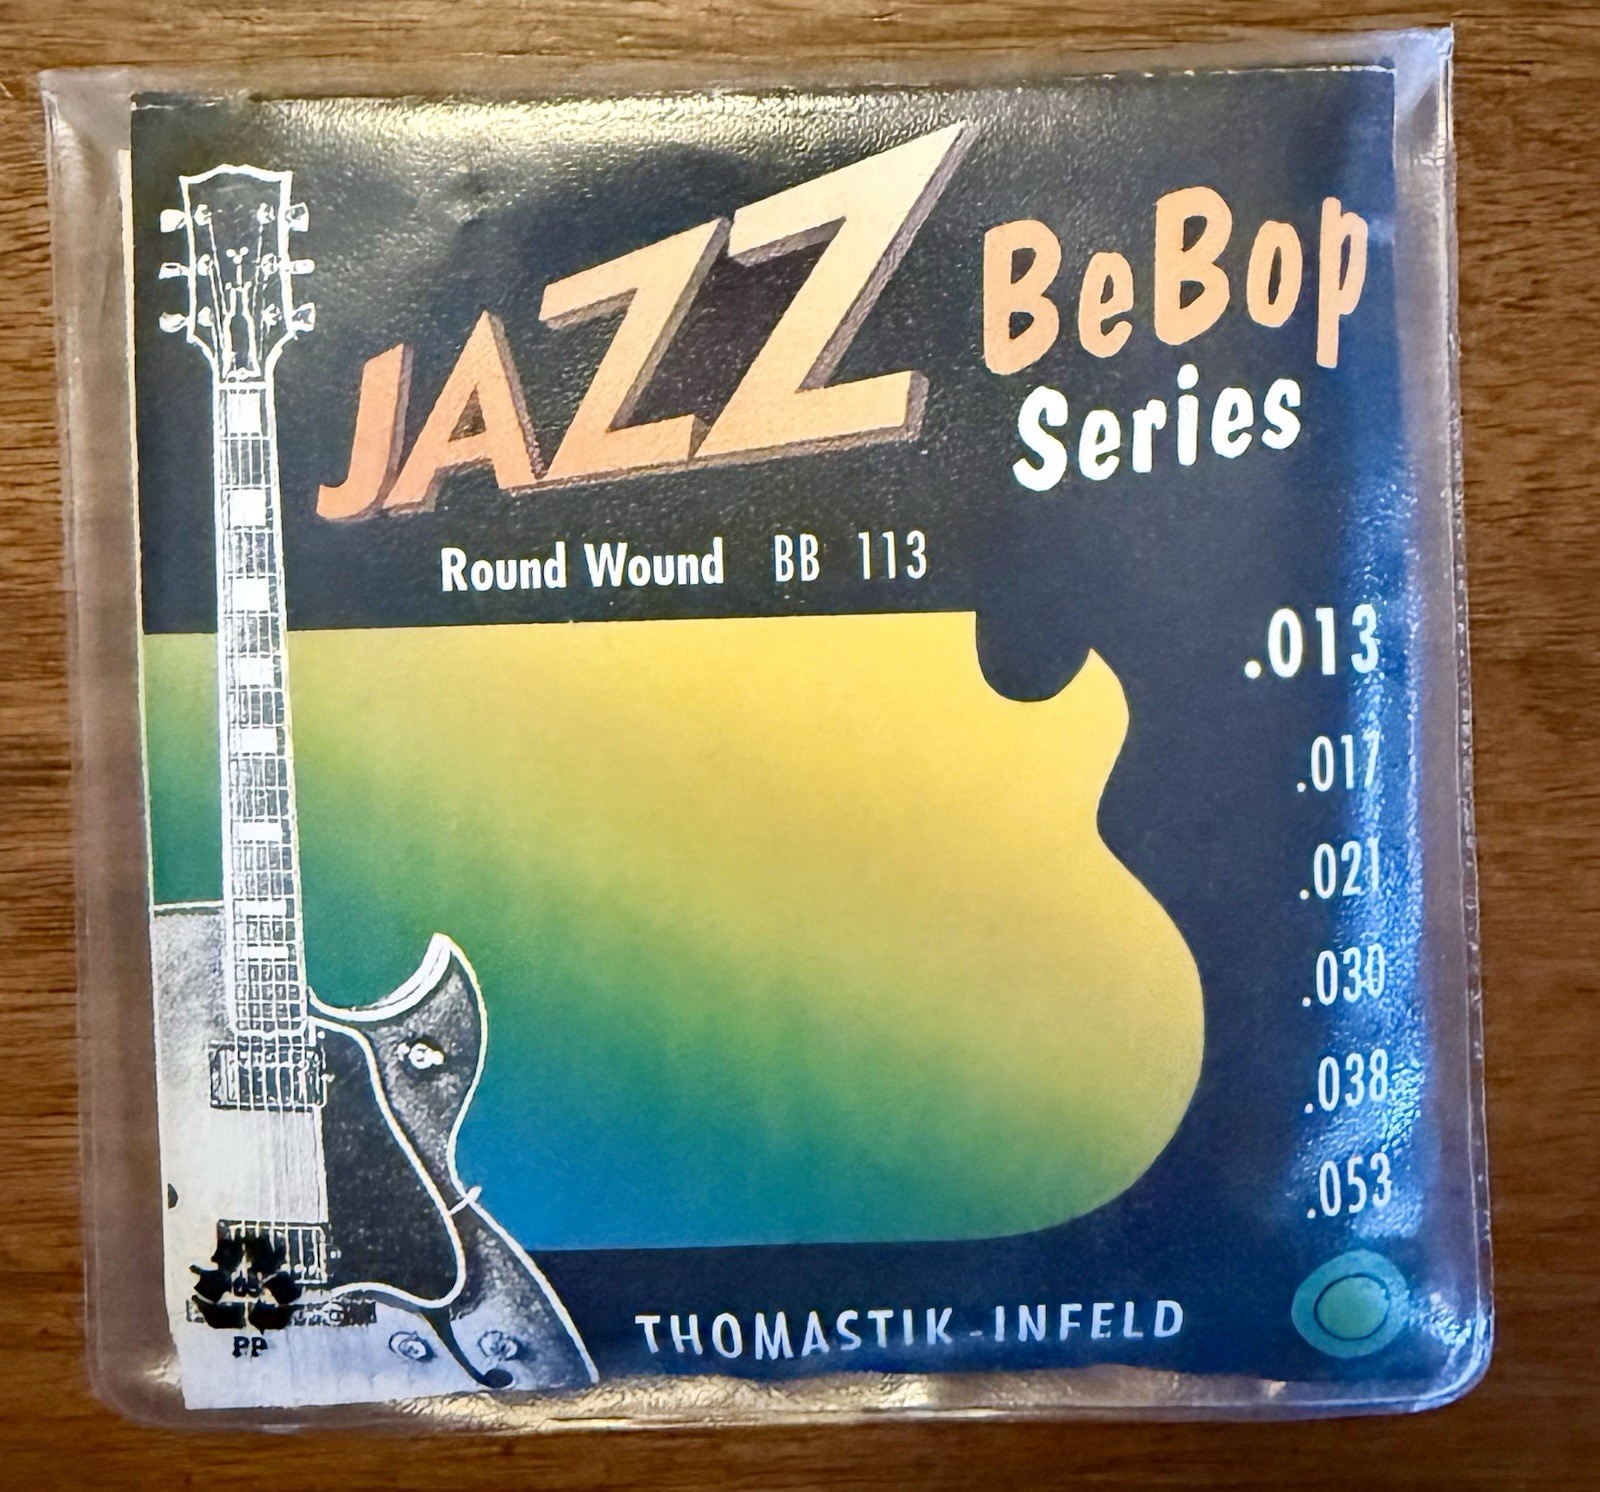 JAZZ BeBop
Series
Round Wound BB 113
.013
.017
.021
.030
.038
.053
THOMASTIK-INFELD
PP